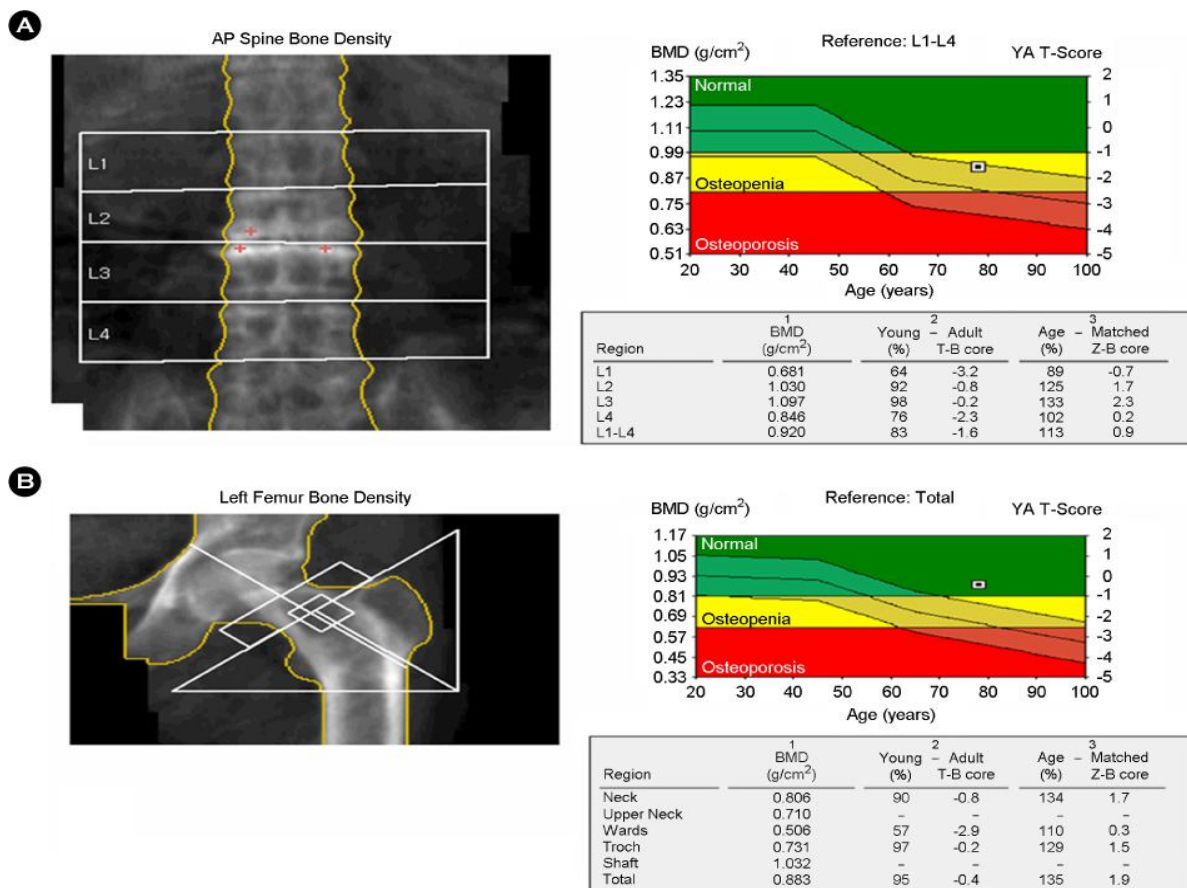 A
AP Spine Bone Density
L1
L2
L3
L4
BMD (g/cm²) Reference: L1-L4 YA T-Score
1.35 2
1.23 1
1.11 0
0.99 -1
0.87 -2
0.75 -3
0.63 -4
0.51 -5
Normal
Osteopenia
Osteoporosis
20 30 40 50 60 70 80 90 100
Age (years)
1 2 3
BMD Young – Adult Age – Matched
Region (g/cm²) (%) T-B core (%) Z-B core
L1 0.681 64 -3.2 89 -0.7
L2 1.030 92 -0.8 125 1.7
L3 1.097 98 -0.2 133 2.3
L4 0.846 76 -2.3 102 0.2
L1-L4 0.920 83 -1.6 113 0.9
B
Left Femur Bone Density
BMD (g/cm²) Reference: Total YA T-Score
1.17 2
1.05 1
0.93 0
0.81 -1
0.69 -2
0.57 -3
0.45 -4
0.33 -5
Normal
Osteopenia
Osteoporosis
20 30 40 50 60 70 80 90 100
Age (years)
1 2 3
BMD Young – Adult Age – Matched
Region (g/cm²) (%) T-B core (%) Z-B core
Neck 0.806 90 -0.8 134 1.7
Upper Neck 0.710 – – – –
Wards 0.506 57 -2.9 110 0.3
Troch 0.731 97 -0.2 129 1.5
Shaft 1.032 – – – –
Total 0.883 95 -0.4 135 1.9